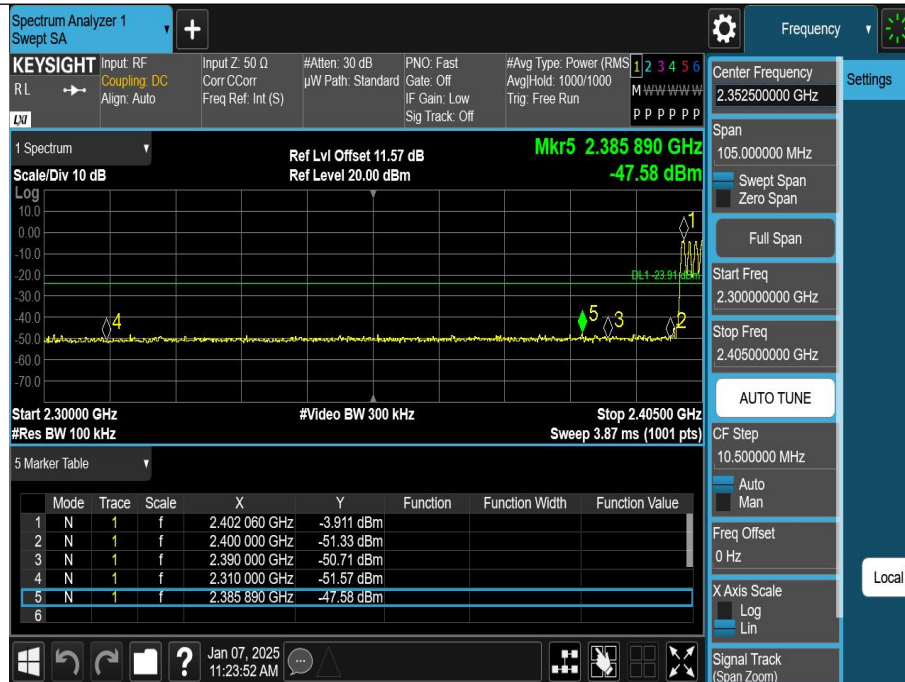 Spectrum Analyzer 1
Swept SA
+
Frequency
KEYSIGHT
RL
LXI
Input: RF
Coupling: DC
Align: Auto
Input Z: 50 Ω
Corr CCorr
Freq Ref: Int (S)
#Atten: 30 dB
µW Path: Standard
PNO: Fast
Gate: Off
IF Gain: Low
Sig Track: Off
#Avg Type: Power (RMS
Avg|Hold: 1000/1000
Trig: Free Run
1 2 3 4 5 6
M W W W W W
P P P P P P
1 Spectrum
Scale/Div 10 dB
Ref Lvl Offset 11.57 dB
Ref Level 20.00 dBm
Mkr5 2.385 890 GHz
-47.58 dBm
Log
10.0
0.00
-10.0
-20.0
-30.0
-40.0
-50.0
-60.0
-70.0
1
DL1 -23.91 dBm
4
5
3
2
Start 2.30000 GHz
#Video BW 300 kHz
Stop 2.40500 GHz
#Res BW 100 kHz
Sweep 3.87 ms (1001 pts)
5 Marker Table
Mode Trace Scale X Y Function Function Width Function Value
1 N 1 f 2.402 060 GHz -3.911 dBm
2 N 1 f 2.400 000 GHz -51.33 dBm
3 N 1 f 2.390 000 GHz -50.71 dBm
4 N 1 f 2.310 000 GHz -51.57 dBm
5 N 1 f 2.385 890 GHz -47.58 dBm
6
?
Jan 07, 2025
11:23:52 AM
Center Frequency
2.352500000 GHz
Settings
Span
105.000000 MHz
Swept Span
Zero Span
Full Span
Start Freq
2.300000000 GHz
Stop Freq
2.405000000 GHz
AUTO TUNE
CF Step
10.500000 MHz
Auto
Man
Freq Offset
0 Hz
Local
X Axis Scale
Log
Lin
Signal Track
(Span Zoom)